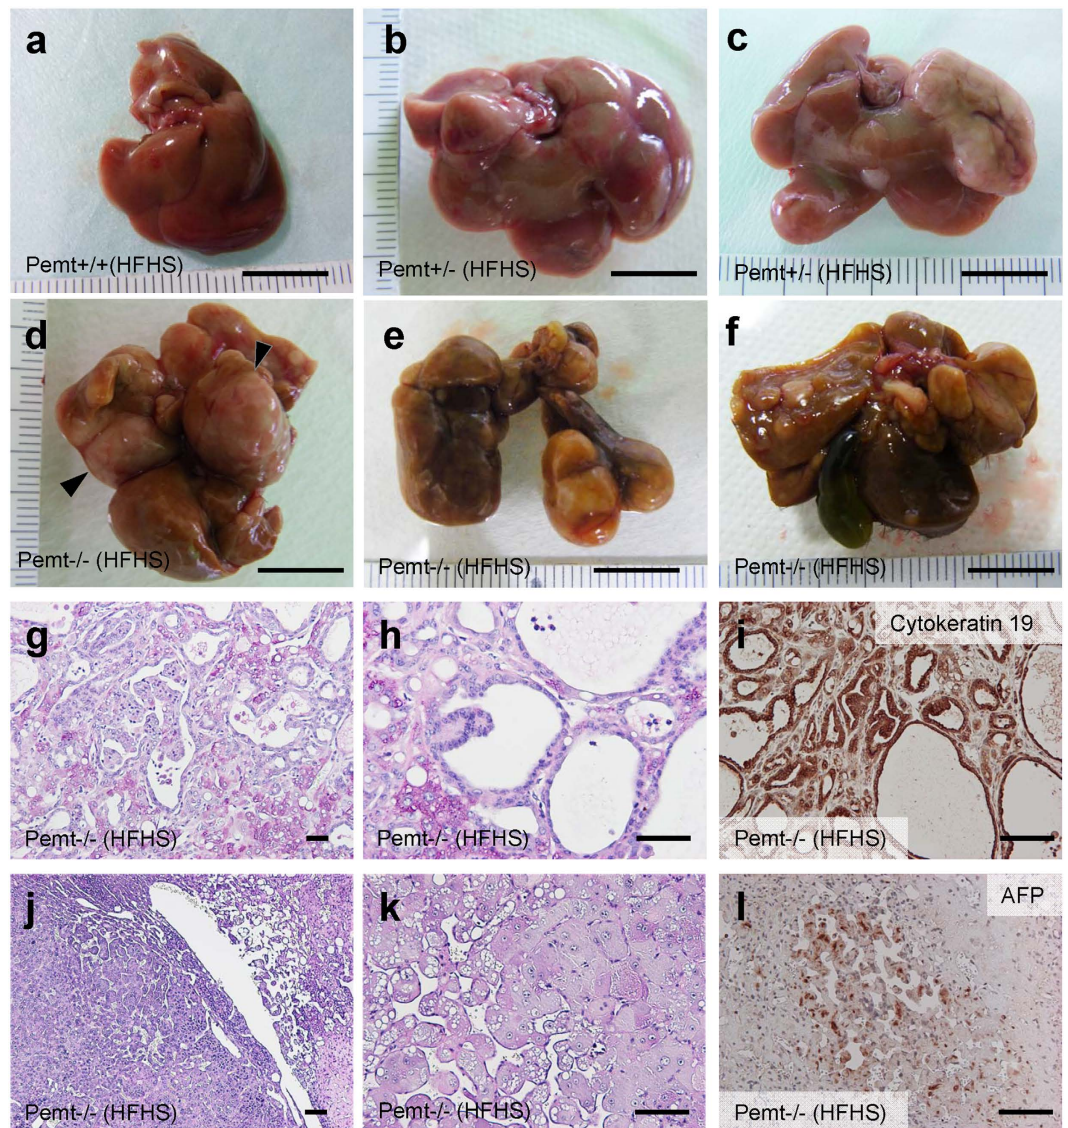 a
Pemt+/+(HFHS)
b
Pemt+/- (HFHS)
c
Pemt+/- (HFHS)
d
Pemt-/- (HFHS)
e
Pemt-/- (HFHS)
f
Pemt-/- (HFHS)
g
Pemt-/- (HFHS)
h
Pemt-/- (HFHS)
i
Cytokeratin 19
Pemt-/- (HFHS)
j
Pemt-/- (HFHS)
k
Pemt-/- (HFHS)
l
AFP
Pemt-/- (HFHS)